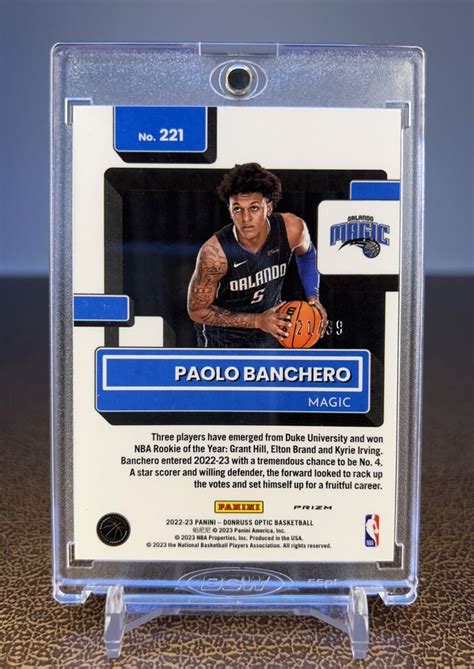 No. 221
ORLANDO
MAGIC
ORLANDO
5
PAOLO BANCHERO
MAGIC
Three players have emerged from Duke University and won
NBA Rookie of the Year: Grant Hill, Elton Brand and Kyrie Irving.
Banchero entered 2022-23 with a tremendous chance to be No. 4.
A star scorer and willing defender, the forward looked to rack up
the votes and set himself up for a fruitful career.
PANINI
PRIZM
2022-23 PANINI – DONRUSS OPTIC BASKETBALL
© 2023 Panini America, Inc.
© 2023 NBA Properties, Inc. Produced in the USA.
© 2023 the National Basketball Players Association. All rights reserved.
BCW